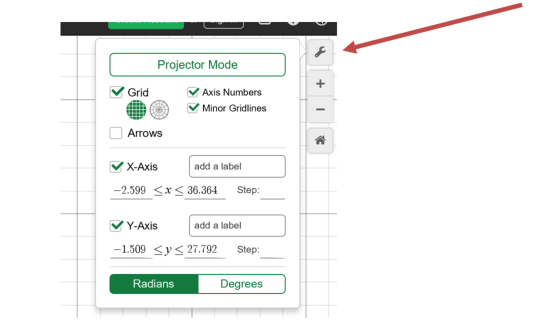 Projector Mode
Grid
Axis Numbers
Minor Gridlines
Arrows
X-Axis add a label
−2.599 ≤ x ≤ 36.364 Step:
Y-Axis add a label
−1.509 ≤ y ≤ 27.792 Step:
Radians Degrees
+
−